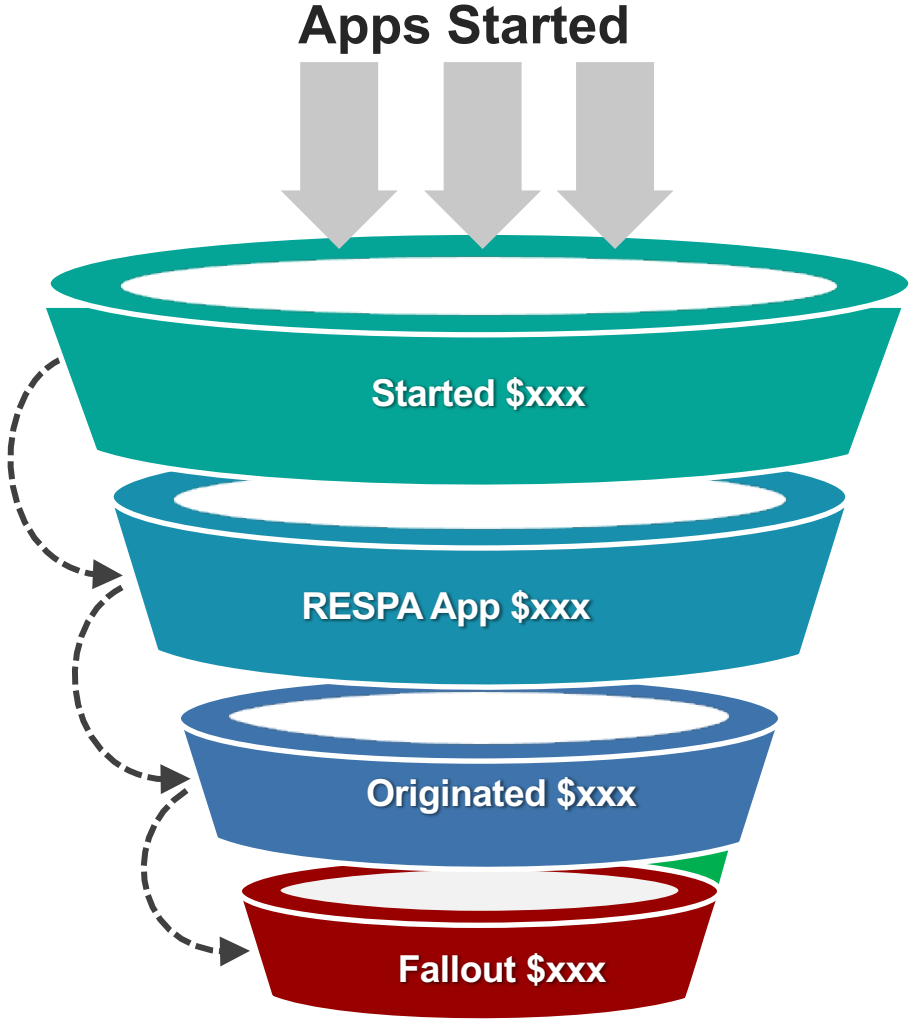 Apps Started
Started $xxx
RESPA App $xxx
Originated $xxx
Fallout $xxx